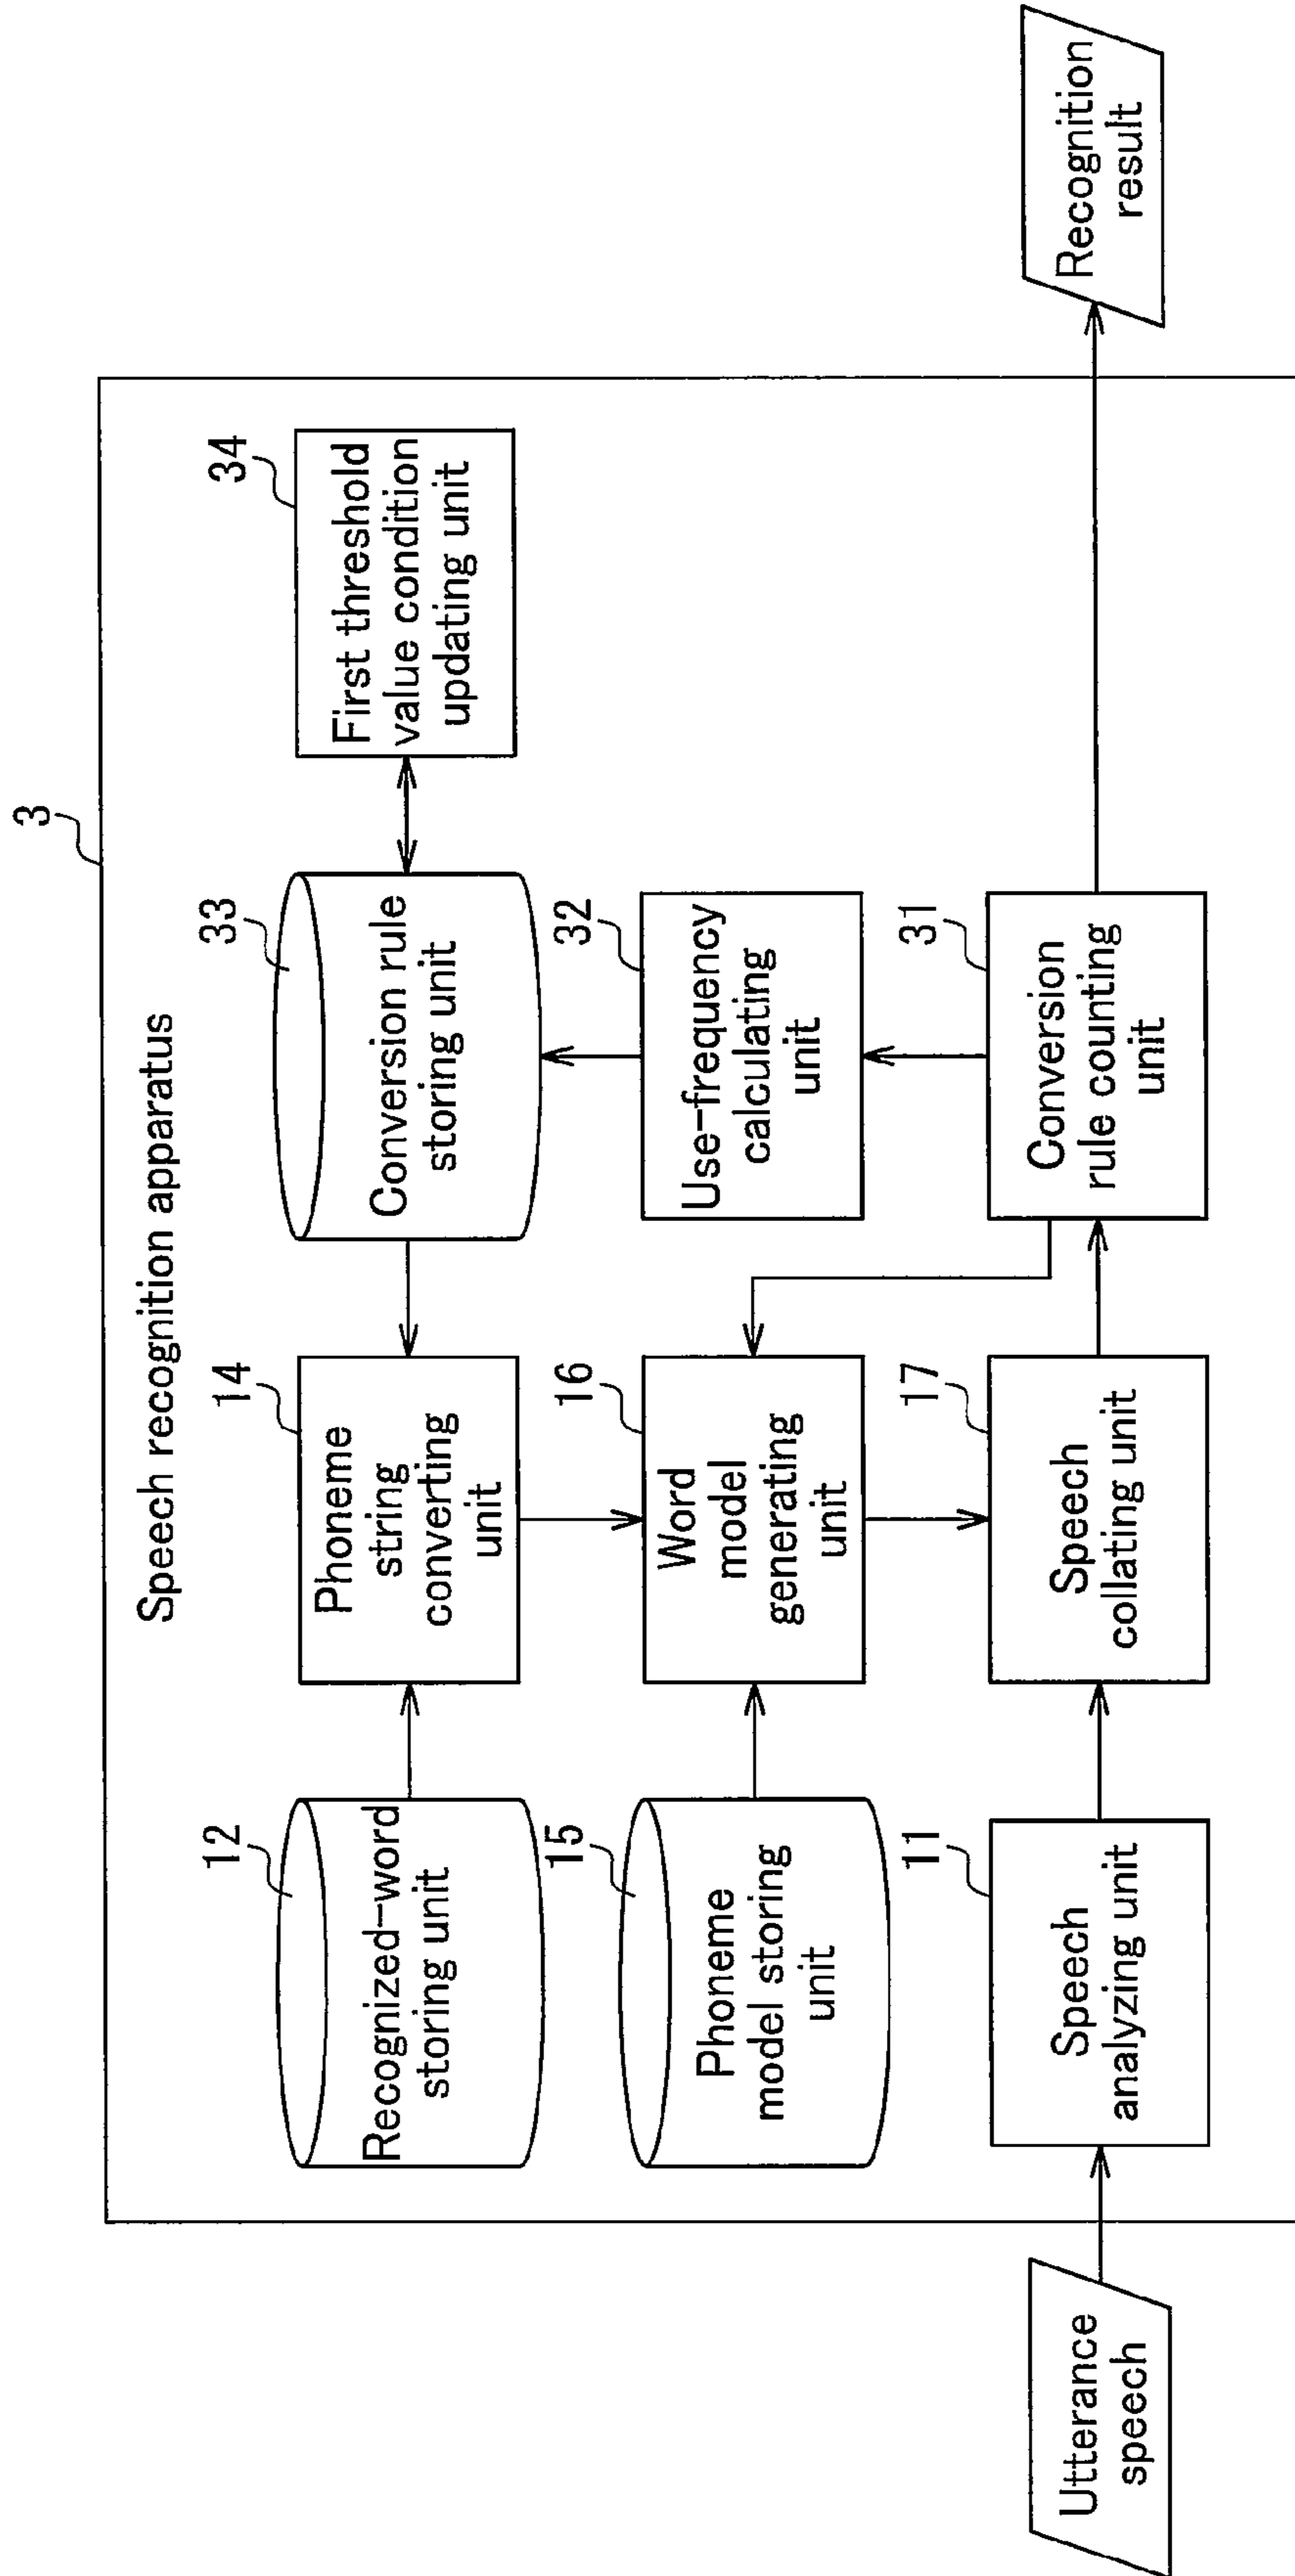 3
Speech recognition apparatus
12
Recognized-word
storing unit
14
Phoneme
string
converting
unit
33
Conversion rule
storing unit
34
First threshold
value condition
updating unit
15
Phoneme
model storing
unit
16
Word
model
generating
unit
32
Use-frequency
calculating
unit
Utterance
speech
11
Speech
analyzing unit
17
Speech
collating unit
31
Conversion
rule counting
unit
Recognition
result